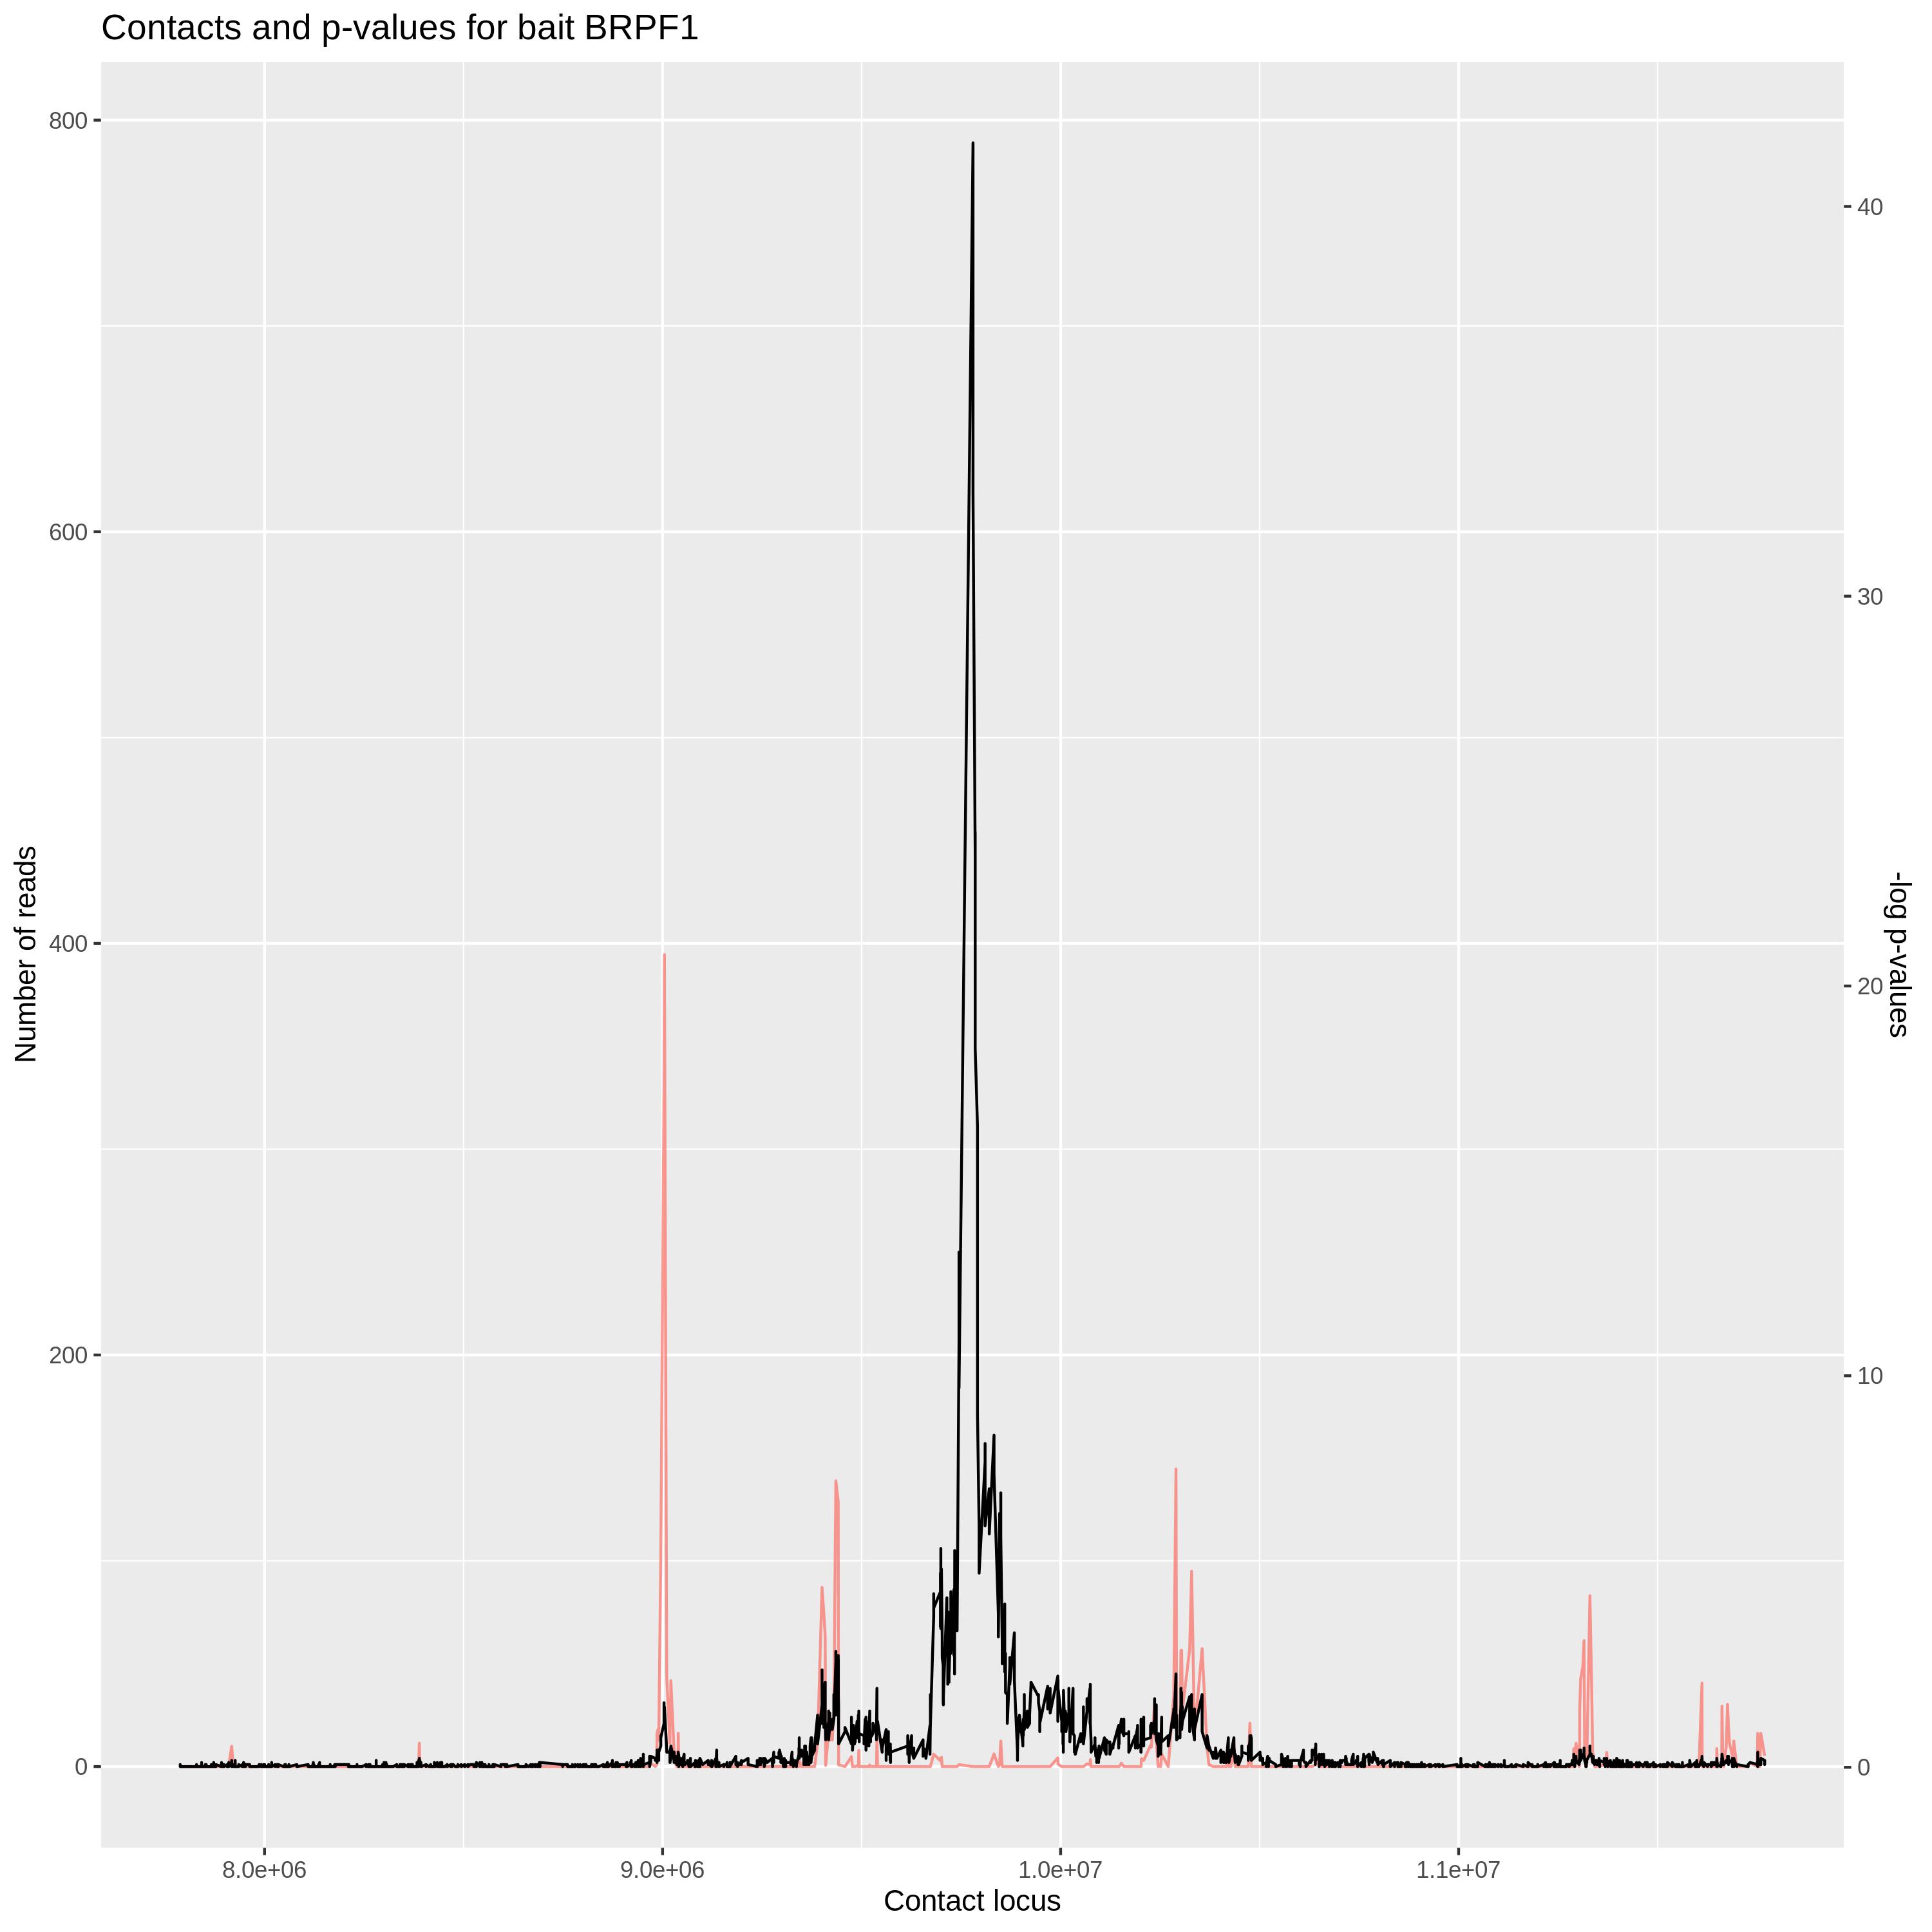 Contacts and p-values for bait BRPF1
800
600
400
200
0
Number of reads
40
30
20
10
0
-log p-values
8.0e+06
9.0e+06
1.0e+07
1.1e+07
Contact locus